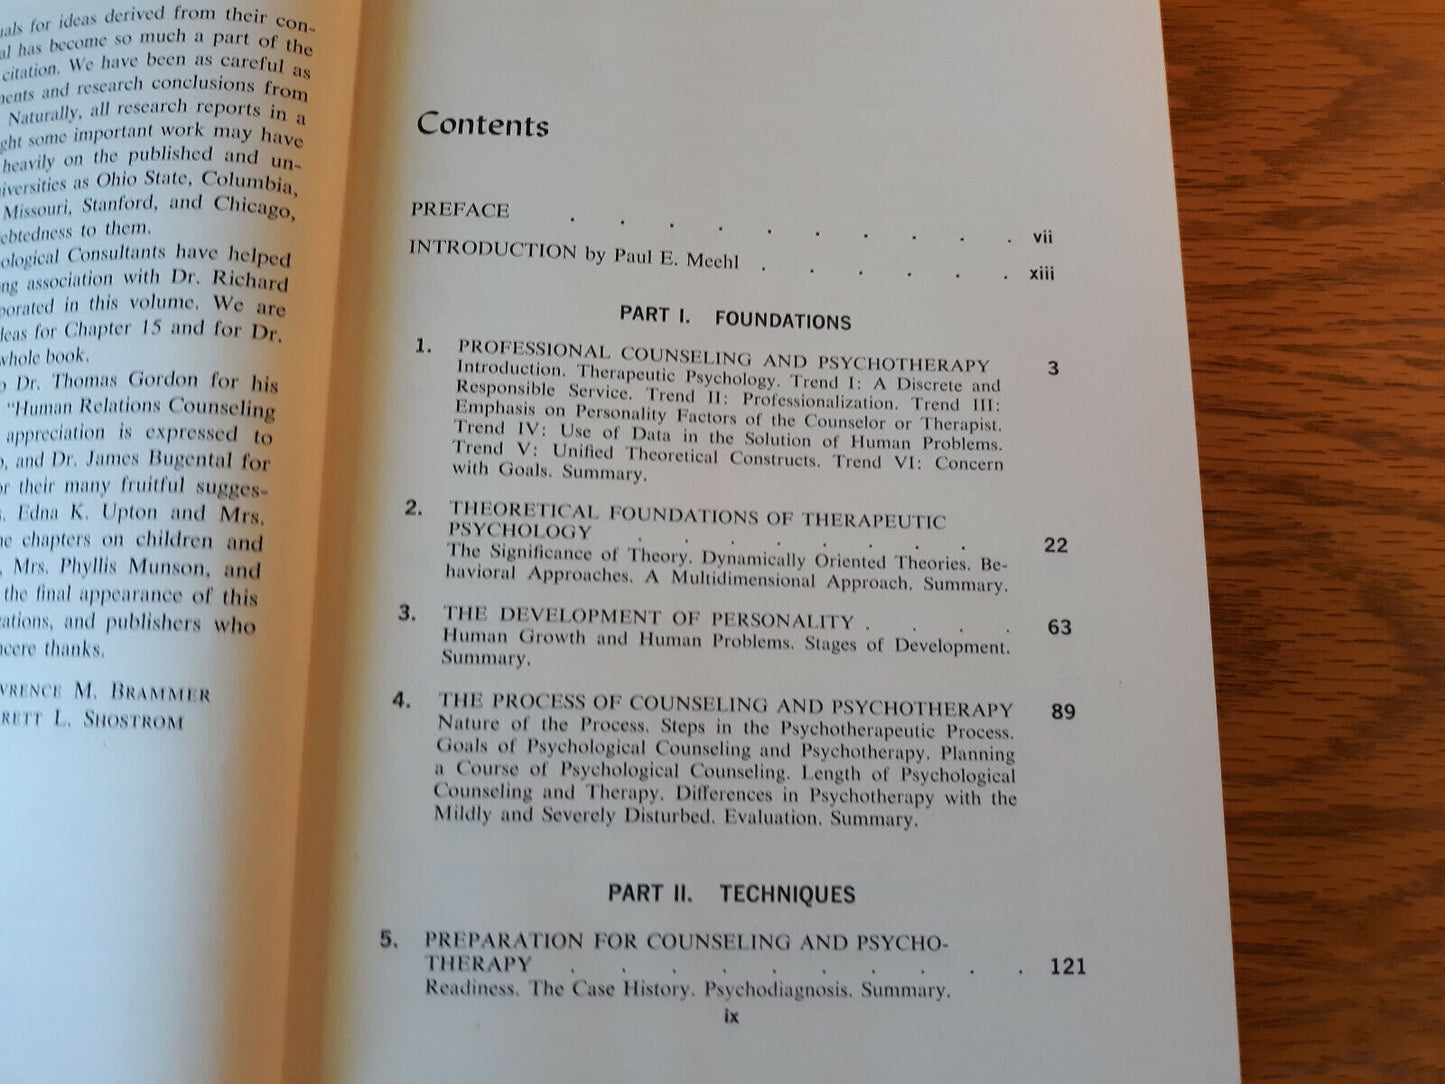 for ideas derived from their con-
has become so much a part of the
citation. We have been as careful as
and research conclusions from
Naturally, all research reports in a
some important work may have
heavily on the published and un-
as Ohio State, Columbia,
Missouri, Stanford, and Chicago,
to them.
Consultants have helped
association with Dr. Richard
in this volume. We are
for Chapter 15 and for Dr.
whole book.
Dr. Thomas Gordon for his
"Human Relations Counseling
appreciation is expressed to
and Dr. James Bugental for
their many fruitful sugges-
Edna K. Upton and Mrs.
chapters on children and
Mrs. Phyllis Munson, and
the final appearance of this
and publishers who
thanks.
M. BRAMMER
L. SHOSTROM
Contents
PREFACE . . . . . . . . . . vii
INTRODUCTION by Paul E. Meehl . . . . . . xiii
PART I. FOUNDATIONS
1. PROFESSIONAL COUNSELING AND PSYCHOTHERAPY 3
Introduction. Therapeutic Psychology. Trend I: A Discrete and
Responsible Service. Trend II: Professionalization. Trend III:
Emphasis on Personality Factors of the Counselor or Therapist.
Trend IV: Use of Data in the Solution of Human Problems.
Trend V: Unified Theoretical Constructs. Trend VI: Concern
with Goals. Summary.
2. THEORETICAL FOUNDATIONS OF THERAPEUTIC
PSYCHOLOGY . . . . . . . . 22
The Significance of Theory. Dynamically Oriented Theories. Be-
havioral Approaches. A Multidimensional Approach. Summary.
3. THE DEVELOPMENT OF PERSONALITY . . . . 63
Human Growth and Human Problems. Stages of Development.
Summary.
4. THE PROCESS OF COUNSELING AND PSYCHOTHERAPY 89
Nature of the Process. Steps in the Psychotherapeutic Process.
Goals of Psychological Counseling and Psychotherapy. Planning
a Course of Psychological Counseling. Length of Psychological
Counseling and Therapy. Differences in Psychotherapy with the
Mildly and Severely Disturbed. Evaluation. Summary.
PART II. TECHNIQUES
5. PREPARATION FOR COUNSELING AND PSYCHO-
THERAPY . . . . . . . . . . 121
Readiness. The Case History. Psychodiagnosis. Summary.
ix